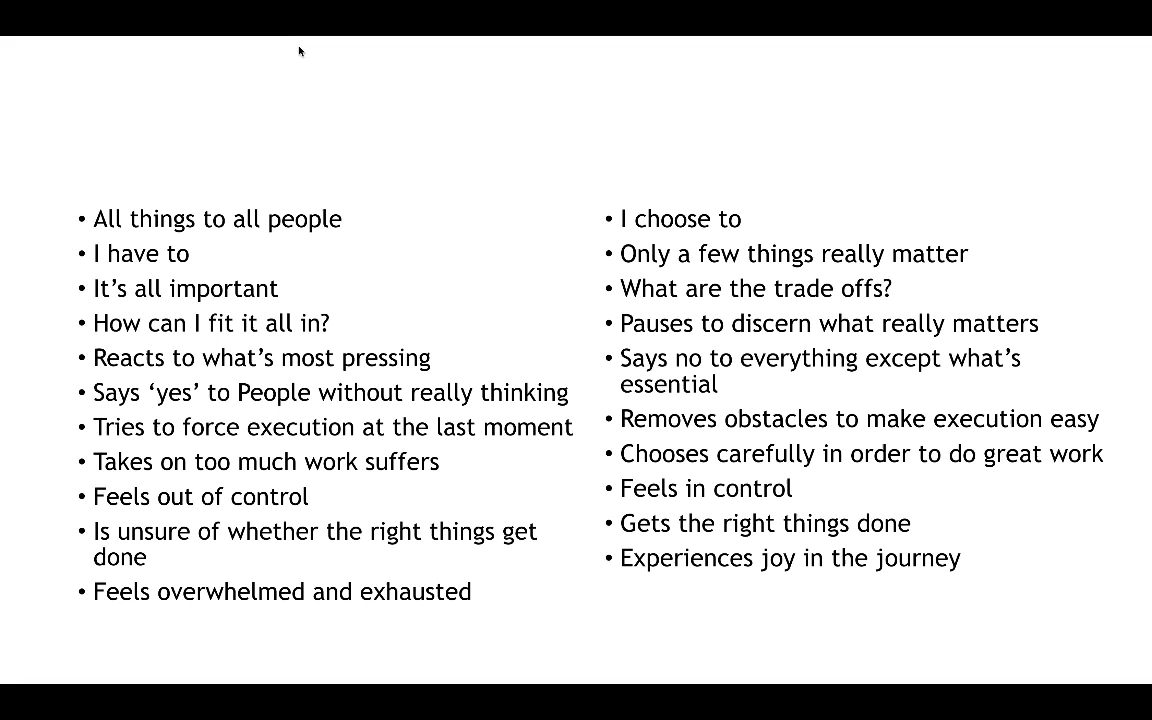 • All things to all people
• I have to
• It’s all important
• How can I fit it all in?
• Reacts to what’s most pressing
• Says ‘yes’ to People without really thinking
• Tries to force execution at the last moment
• Takes on too much work suffers
• Feels out of control
• Is unsure of whether the right things get
done
• Feels overwhelmed and exhausted
• I choose to
• Only a few things really matter
• What are the trade offs?
• Pauses to discern what really matters
• Says no to everything except what’s
essential
• Removes obstacles to make execution easy
• Chooses carefully in order to do great work
• Feels in control
• Gets the right things done
• Experiences joy in the journey